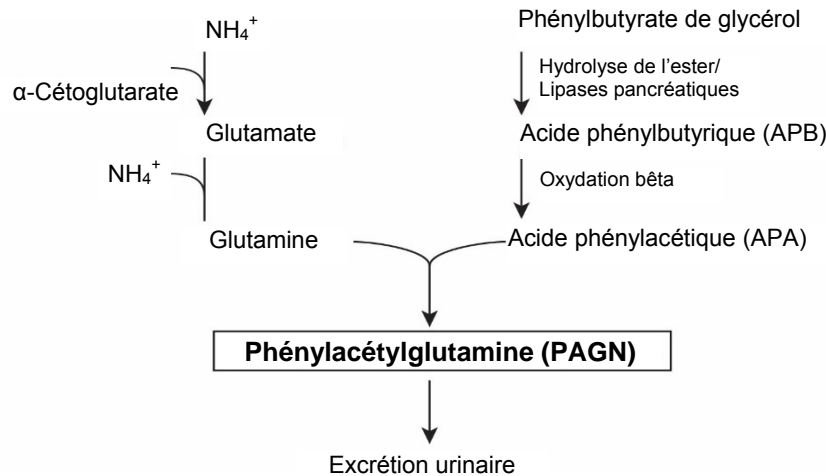 NH₄⁺
Phénylbutyrate de glycérol
α-Cétoglutarate
Hydrolyse de l’ester/
Lipases pancréatiques
Glutamate
Acide phénylbutyrique (APB)
NH₄⁺
Oxydation bêta
Glutamine
Acide phénylacétique (APA)
Phénylacétylglutamine (PAGN)
Excrétion urinaire